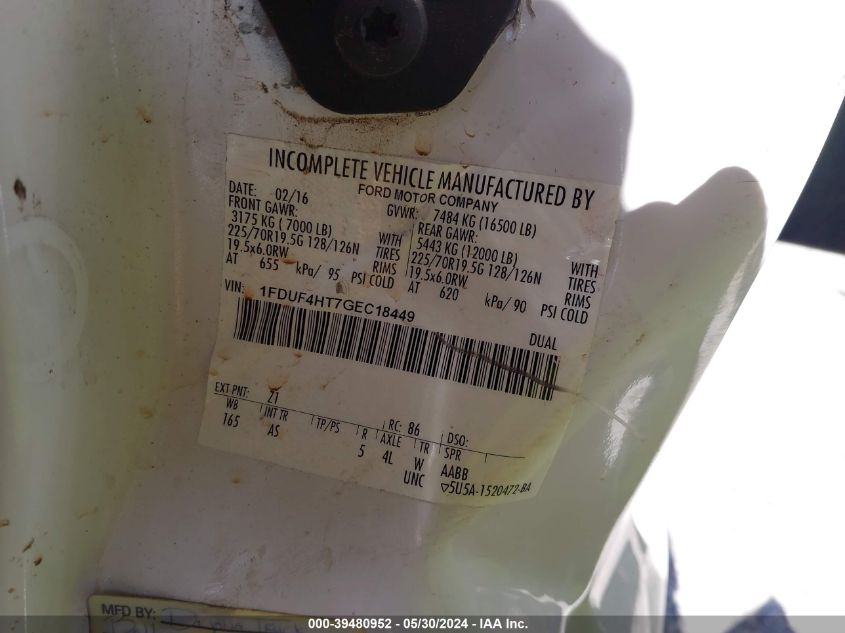 INCOMPLETE VEHICLE MANUFACTURED BY
FORD MOTOR COMPANY
DATE: 02/16 GVWR: 7484 KG (16500 LB)
FRONT GAWR: REAR GAWR:
3175 KG ( 7000 LB) WITH 5443 KG (12000 LB) WITH
225/70R19.5G 128/126N TIRES 225/70R19.5G 128/126N TIRES
19.5x6.0RW RIMS 19.5x6.0RW RIMS
AT 655 kPa/ 95 PSI COLD AT 620 kPa/ 90 PSI COLD
VIN: 1FDUF4HT7GEC18449
DUAL
EXT PNT: Z1 RC: 86 DSO:
WB INT TR TP/PS R AXLE TR SPR
165 AS 5 4L W AABB
UNC ▽5U5A-1520472-BA
MFD BY:
000-39480952 - 05/30/2024 - IAA Inc.